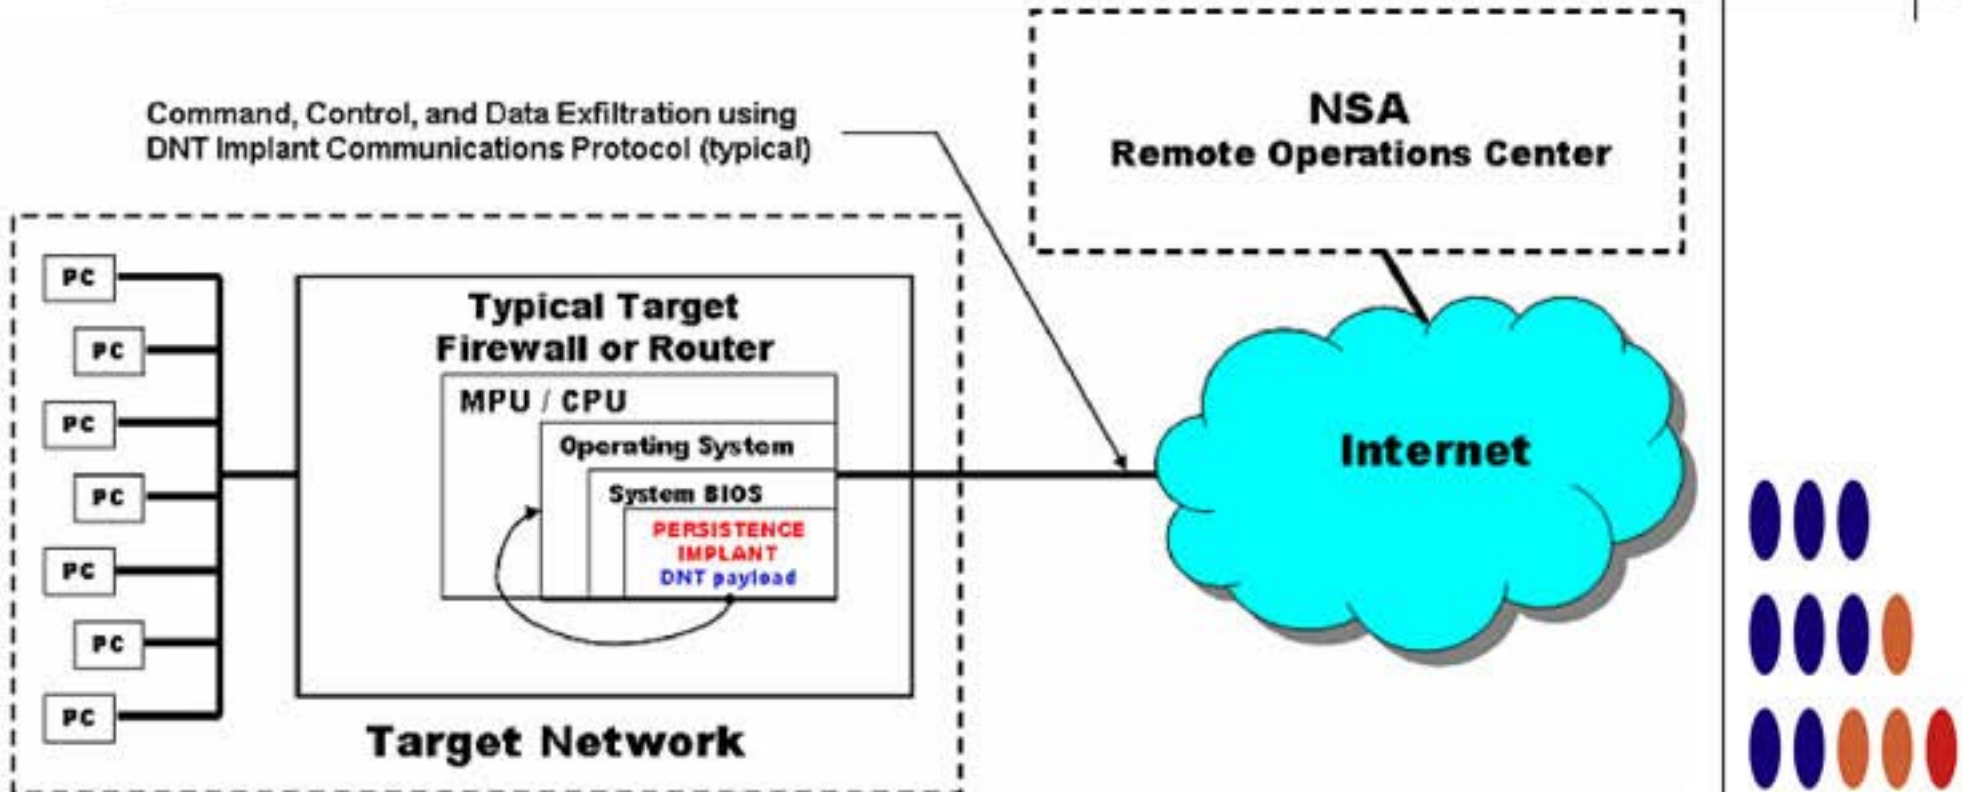 Command, Control, and Data Exfiltration using
DNT Implant Communications Protocol (typical)
NSA
Remote Operations Center
PC
PC
PC
PC
PC
PC
PC
Typical Target
Firewall or Router
MPU / CPU
Operating System
System BIOS
PERSISTENCE
IMPLANT
DNT payload
Internet
Target Network